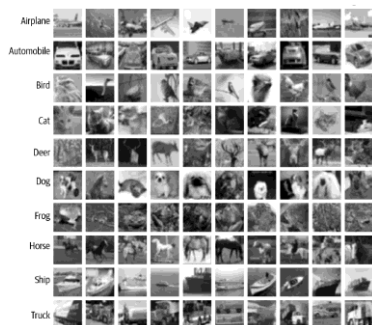 Airplane
Automobile
Bird
Cat
Deer
Dog
Frog
Horse
Ship
Truck